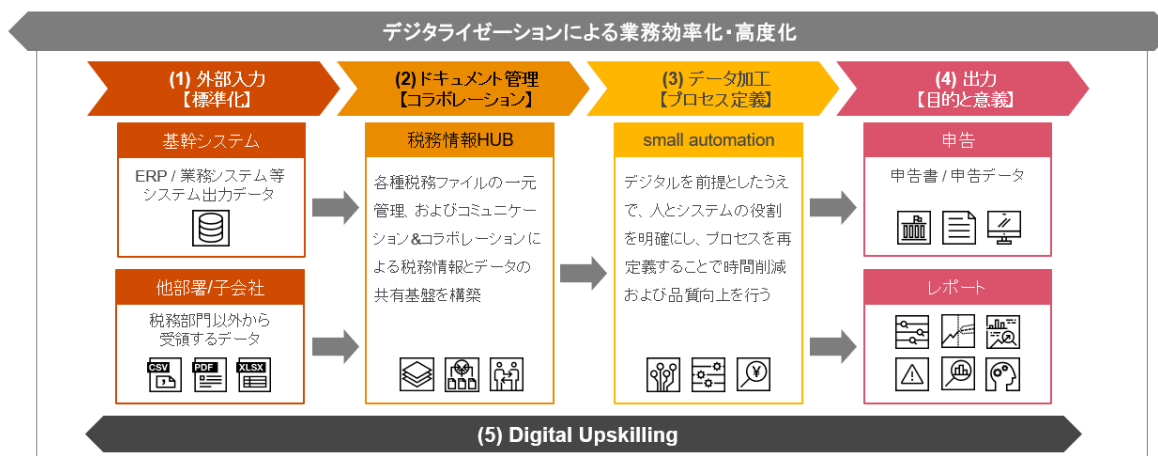 デジタライゼーションによる業務効率化・高度化
(1) 外部入力
【標準化】
(2) ドキュメント管理
【コラボレーション】
(3) データ加工
【プロセス定義】
(4) 出力
【目的と意義】
基幹システム
ERP / 業務システム等
システム出力データ
他部署/子会社
税務部門以外から
受領するデータ
CSV
PDF
XLSX
税務情報HUB
各種税務ファイルの一元
管理、およびコミュニケー
ション&コラボレーションに
よる税務情報とデータの
共有基盤を構築
small automation
デジタルを前提としたうえ
で、人とシステムの役割
を明確にし、プロセスを再
定義することで時間削減
および品質向上を行う
¥
申告
申告書 / 申告データ
レポート
(5) Digital Upskilling